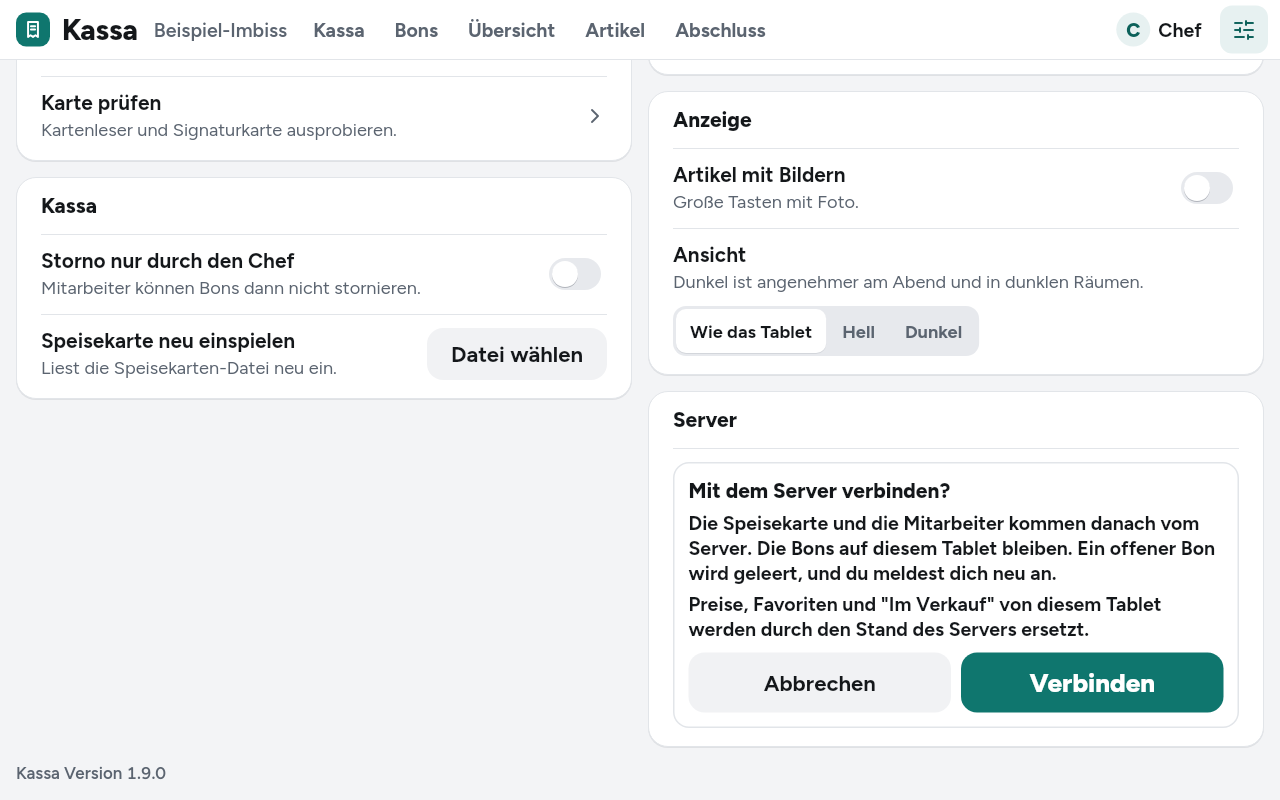 Kassa Beispiel-Imbiss Kassa Bons Übersicht Artikel Abschluss C Chef
Karte prüfen
Kartenleser und Signaturkarte ausprobieren.
Kassa
Storno nur durch den Chef
Mitarbeiter können Bons dann nicht stornieren.
Speisekarte neu einspielen
Liest die Speisekarten-Datei neu ein.
Datei wählen
Anzeige
Artikel mit Bildern
Große Tasten mit Foto.
Ansicht
Dunkel ist angenehmer am Abend und in dunklen Räumen.
Wie das Tablet Hell Dunkel
Server
Mit dem Server verbinden?
Die Speisekarte und die Mitarbeiter kommen danach vom
Server. Die Bons auf diesem Tablet bleiben. Ein offener Bon
wird geleert, und du meldest dich neu an.
Preise, Favoriten und "Im Verkauf" von diesem Tablet
werden durch den Stand des Servers ersetzt.
Abbrechen Verbinden
Kassa Version 1.9.0